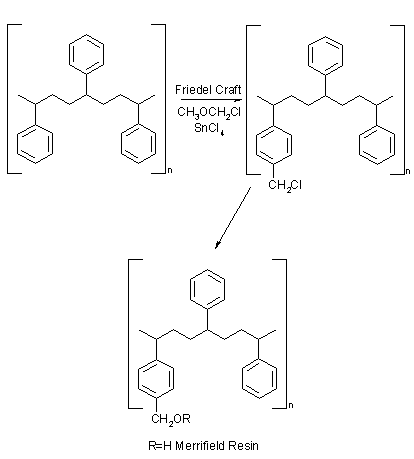 Friedel Craft
CH₃OCH₂Cl
SnCl₄
n
n
CH₂Cl
n
CH₂OR
R=H Merrifield Resin